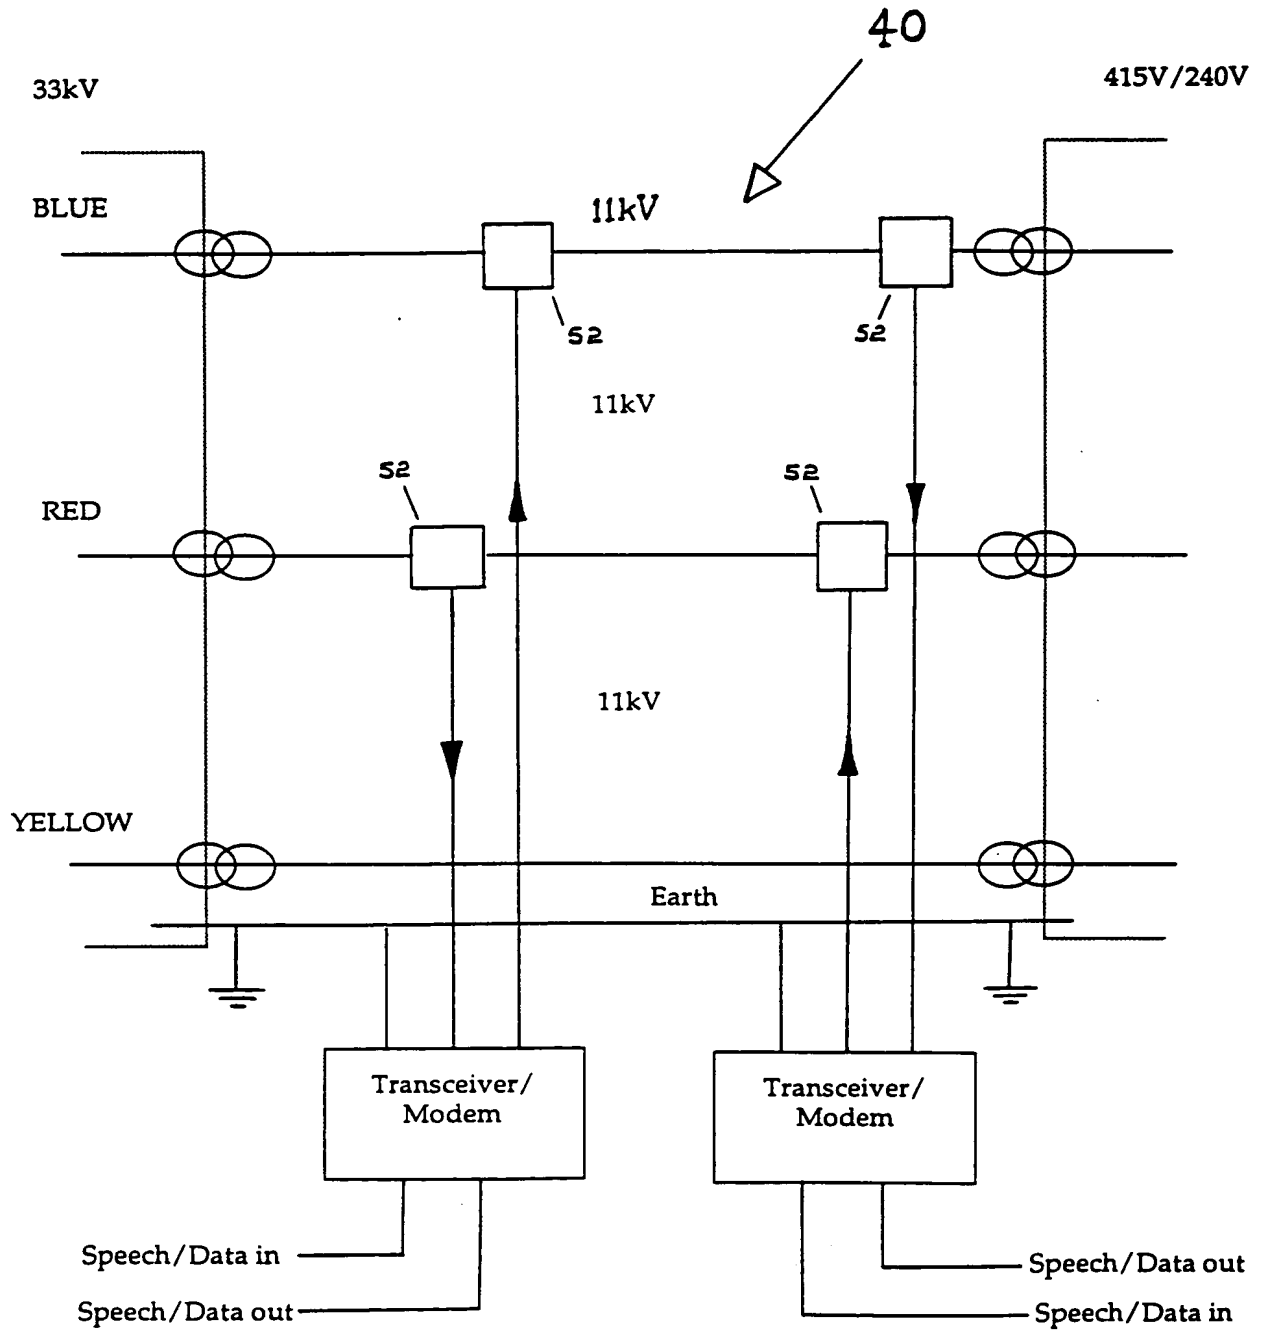 40
33kV
415V/240V
BLUE
11kV
52
52
11kV
52
52
RED
11kV
YELLOW
Earth
Transceiver/
Modem
Transceiver/
Modem
Speech/Data in
Speech/Data out
Speech/Data out
Speech/Data in